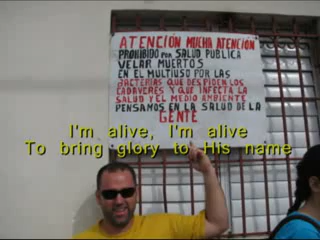 ATENCIÓN MUCHA ATENCIÓN
PROHIBIDO POR SALUD PUBLICA
VELAR MUERTOS
EN EL MULTIUSO POR LAS
BACTERIAS QUE DESPIDEN LOS
CADAVERES Y QUE INFECTA LA
SALUD Y EL MEDIO AMBIENTE
PENSAMOS EN LA SALUD DE LA
GENTE
I'm alive, I'm alive
To bring glory to His name